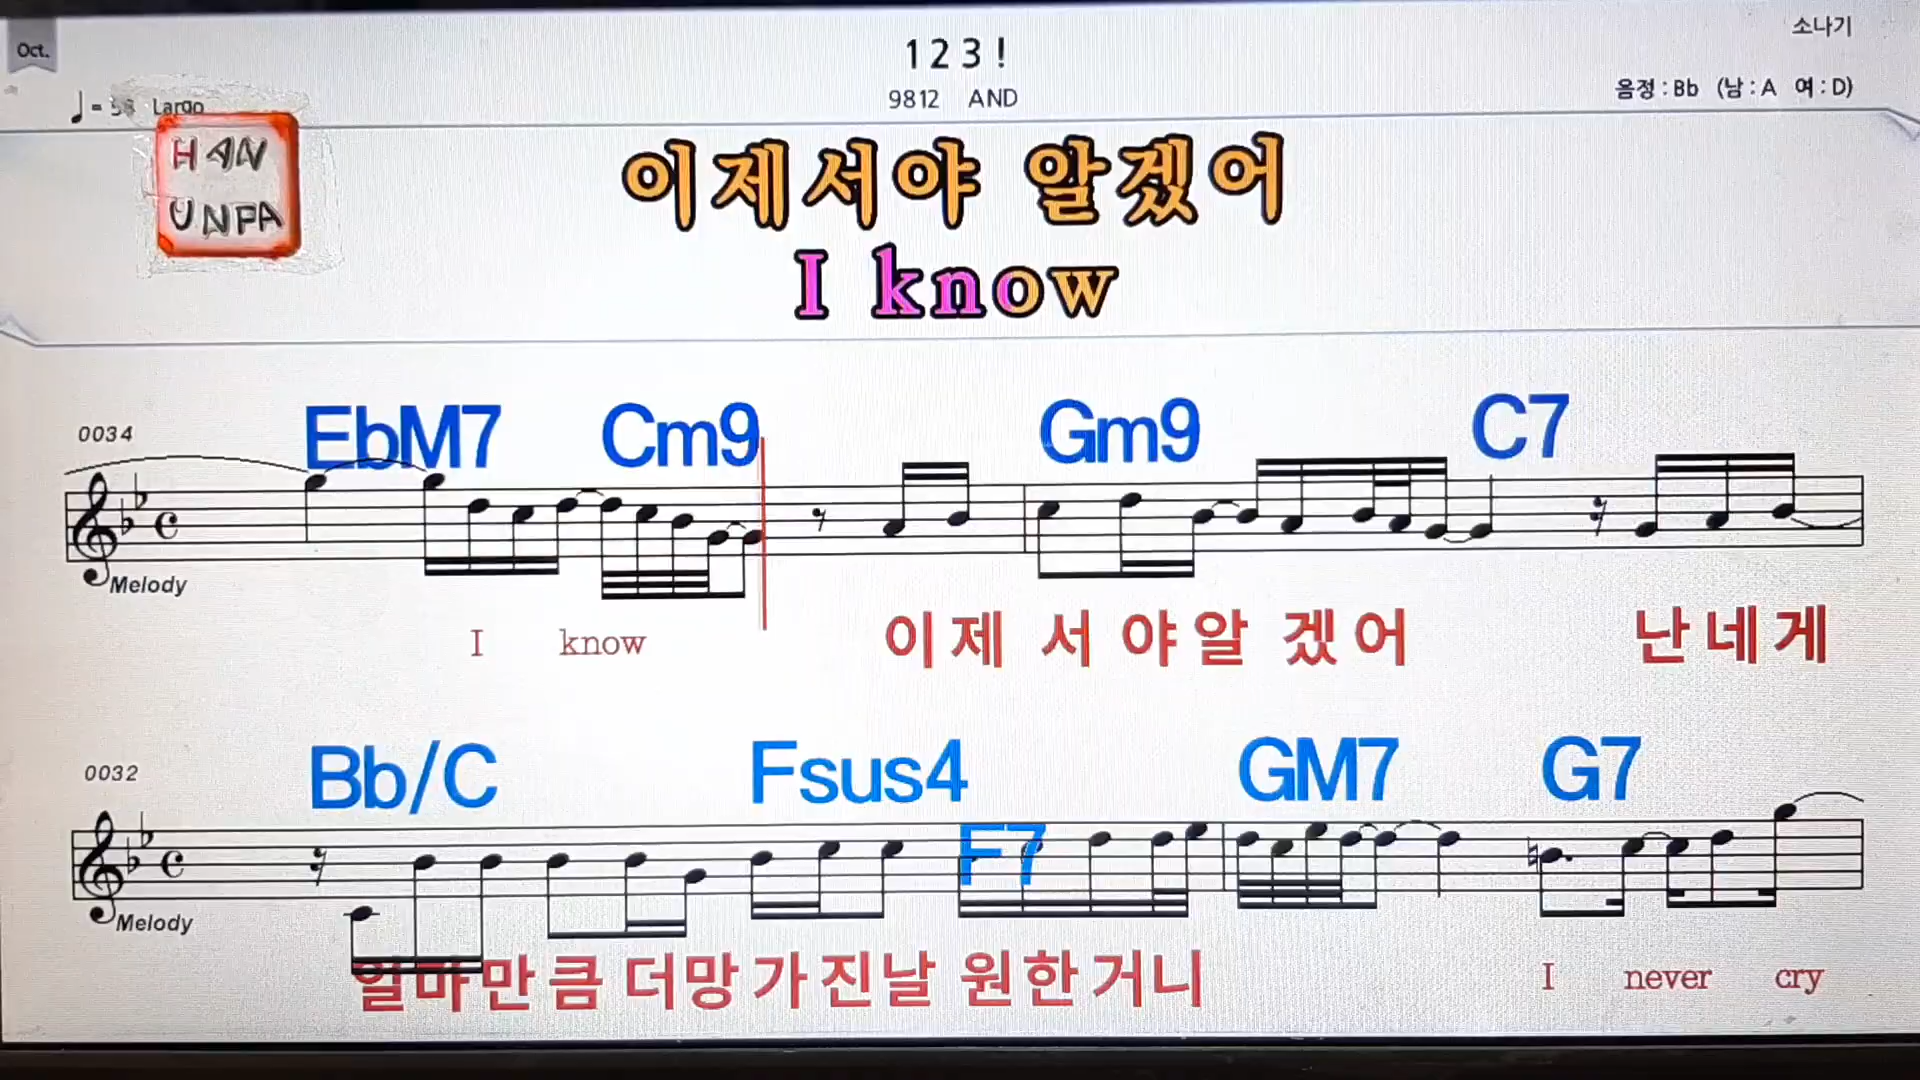 Oct.
소나기
1 2 3 !
9812 AND
음정 : Bb (남 : A 여 : D)
= 58 Largo
HAN
UNPA
이제서야 알겠어
I know
0034
EbM7 Cm9 Gm9 C7
Melody
I know 이제 서 야알 겠어 난네게
0032
Bb/C Fsus4 F7 GM7 G7
Melody
얼마만큼 더망가진날 원한거니 I never cry